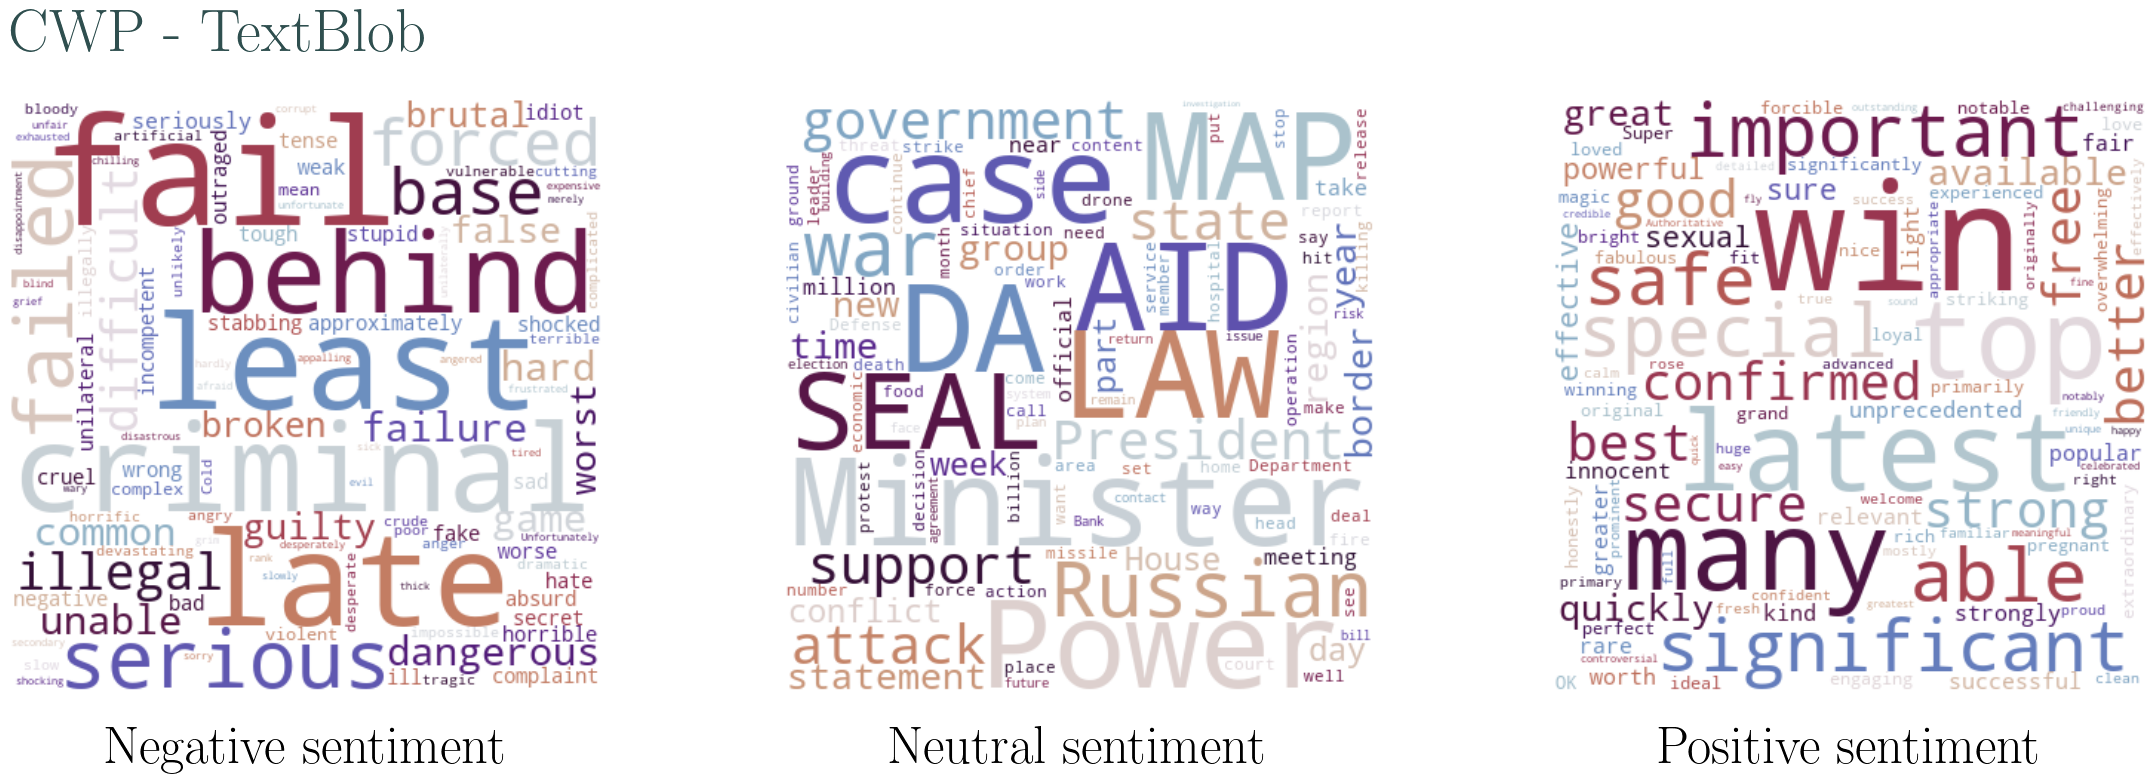 CWP - TextBlob
bloody
unfair
exhausted
seriously
artificial
corrupt
brutal
idiot
fail
tense
forced
chilling
outraged
weak
vulnerable
cutting
failed
difficult
mean
base
expensive
merely
unfortunate
disappointment
illegally
tough
stupid
false
unilaterally
complicated
unlikely
behind
blind
grief
incompetent
stabbing
approximately
shocked
terrible
unilateral
least
hardly
appalling
angered
hard
afraid
frustrated
worst
broken
failure
disastrous
criminal
sick
tired
cruel
wary
wrong
complex
Cold
evil
sad
horrific
angry
guilty
crude
poor
fake
game
Unfortunately
common
devastating
grim
desperately
anger
worse
rank
dramatic
illegal
late
slowly
desperate
thick
hate
negative
bad
absurd
unable
secret
violent
impossible
horrible
secondary
serious
sorry
dangerous
slow
shocking
ill
tragic
complaint
Negative sentiment
government
investigation
MAP
put
stop
release
threat
strike
near
content
case
ground
leader
building
continue
chief
side
drone
take
state
report
war
situation
need
group
month
order
work
service
member
hospital
say
hit
year
killing
civilian
million
new
Defense
DA
AID
official
part
region
risk
time
return
issue
LAW
border
election
death
SEAL
food
economic
come
system
call
plan
remain
operation
make
face
President
Minister
protest
decision
agreement
week
billion
area
set
home
Department
want
contact
Bank
way
head
deal
fire
support
missile
House
meeting
number
force
action
Russian
see
conflict
Power
attack
court
bill
day
statement
place
future
well
Neutral sentiment
great
Super
important
forcible
outstanding
notable
challenging
love
fair
loved
powerful
detailed
significantly
available
magic
credible
good
Authoritative
fly
sure
success
experienced
effectively
win
bright
sexual
fit
nice
light
appropriate
originally
free
overwhelming
fabulous
safe
fine
better
effective
true
sound
striking
special
loyal
top
calm
rose
advanced
winning
confirmed
primarily
notably
original
grand
unprecedented
friendly
unique
happy
best
latest
quick
huge
easy
popular
celebrated
innocent
right
honestly
greater
prominent
secure
welcome
relevant
strong
rich
familiar
meaningful
mostly
pregnant
extraordinary
many
full
primary
able
confident
quickly
fresh
kind
greatest
strongly
proud
perfect
rare
controversial
significant
OK
worth
ideal
engaging
successful
clean
Positive sentiment